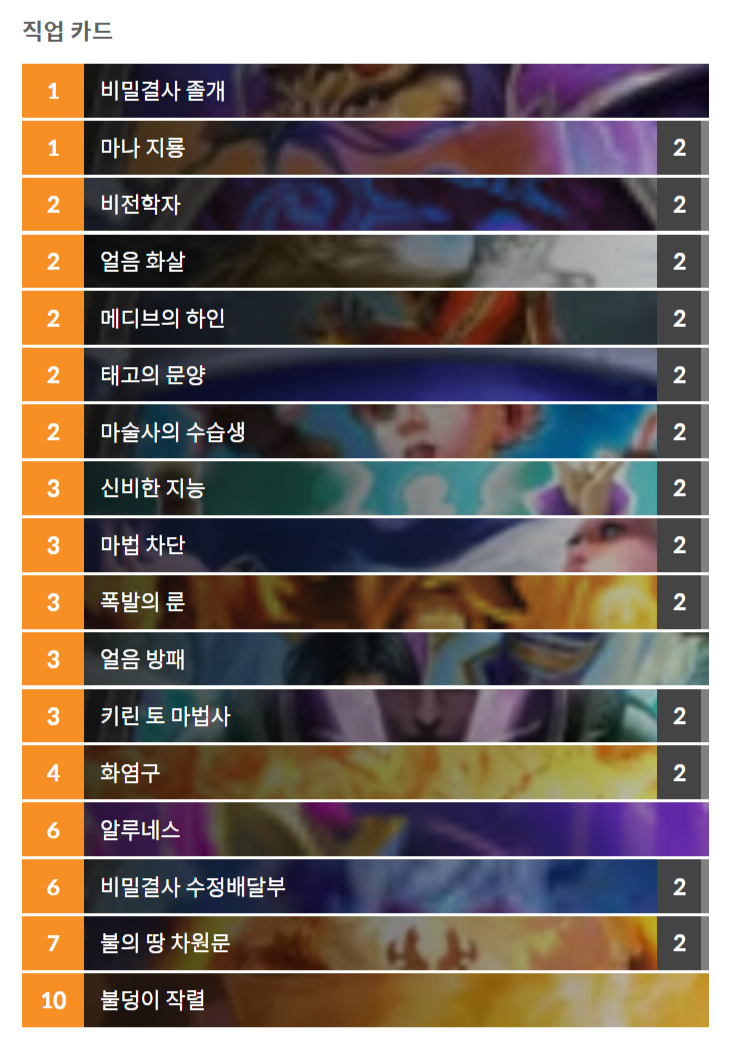 직업 카드
1 비밀결사 졸개
1 마나 지룡 2
2 비전학자 2
2 얼음 화살 2
2 메디브의 하인 2
2 태고의 문양 2
2 마술사의 수습생 2
3 신비한 지능 2
3 마법 차단 2
3 폭발의 룬 2
3 얼음 방패
3 키린 토 마법사 2
4 화염구 2
6 알루네스
6 비밀결사 수정배달부 2
7 불의 땅 차원문 2
10 불덩이 작렬